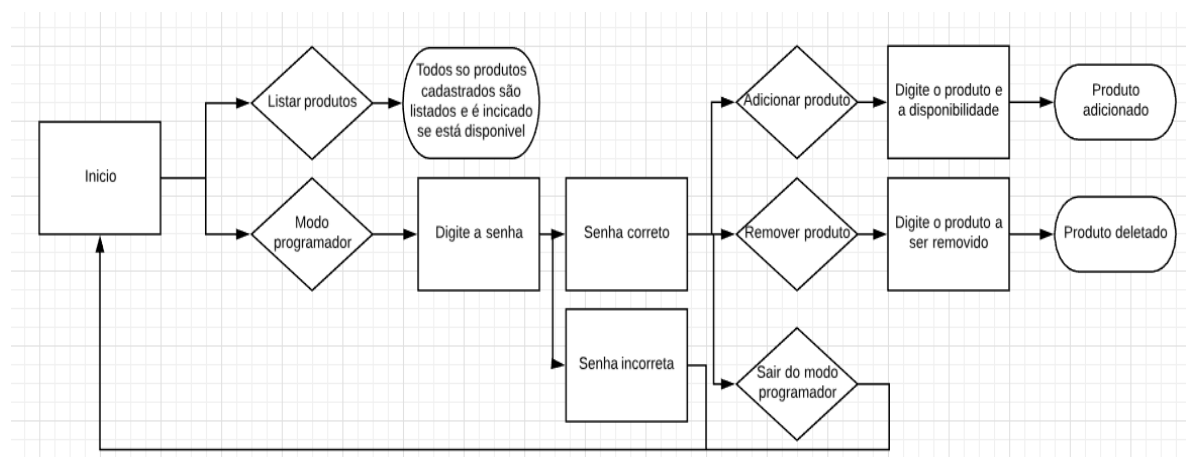 Inicio
Listar produtos
Todos so produtos
cadastrados são
listados e é incicado
se está disponivel
Modo
programador
Digite a senha
Senha correto
Senha incorreta
Adicionar produto
Digite o produto e
a disponibilidade
Produto
adicionado
Remover produto
Digite o produto a
ser removido
Produto deletado
Sair do modo
programador